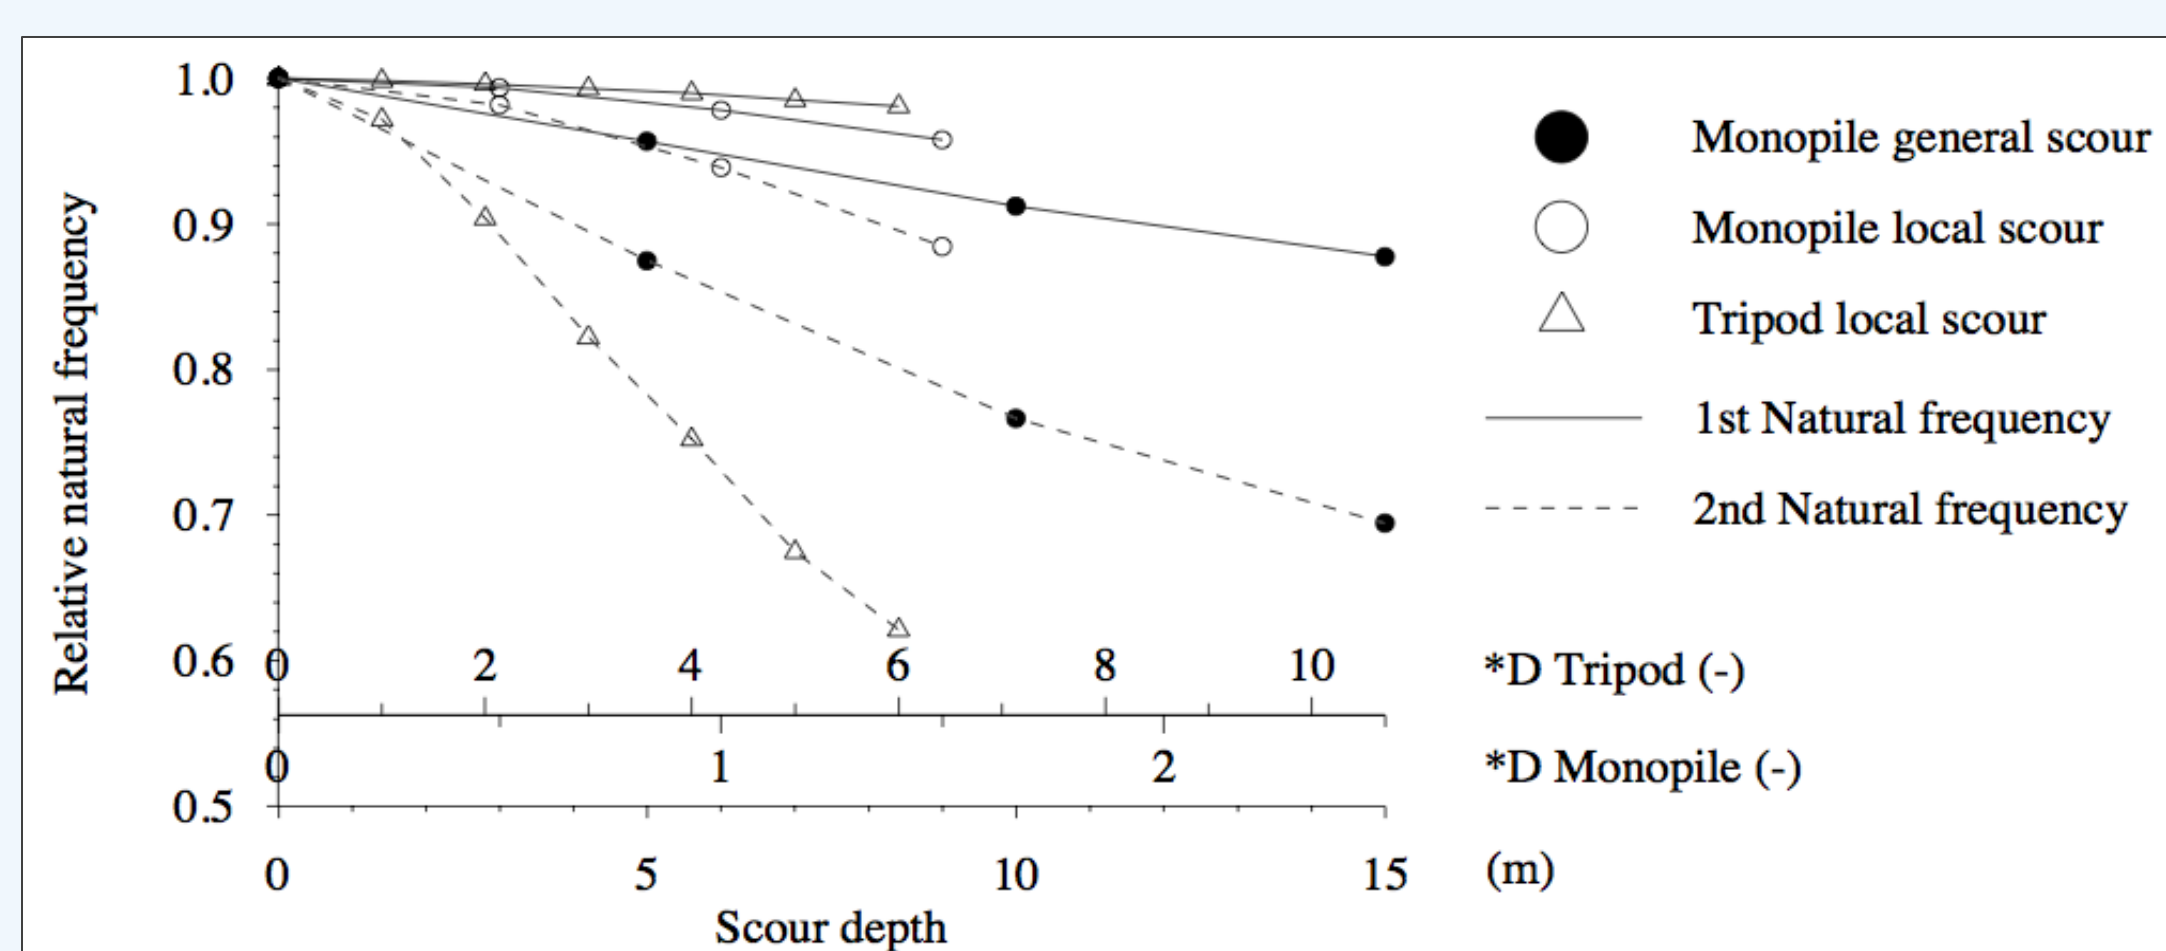 Relative natural frequency
1.0
0.9
0.8
0.7
0.6
0.5
Monopile general scour
Monopile local scour
Tripod local scour
1st Natural frequency
2nd Natural frequency
0 2 4 6 8 10 *D Tripod (-)
0 1 2 *D Monopile (-)
0 5 10 15 (m)
Scour depth